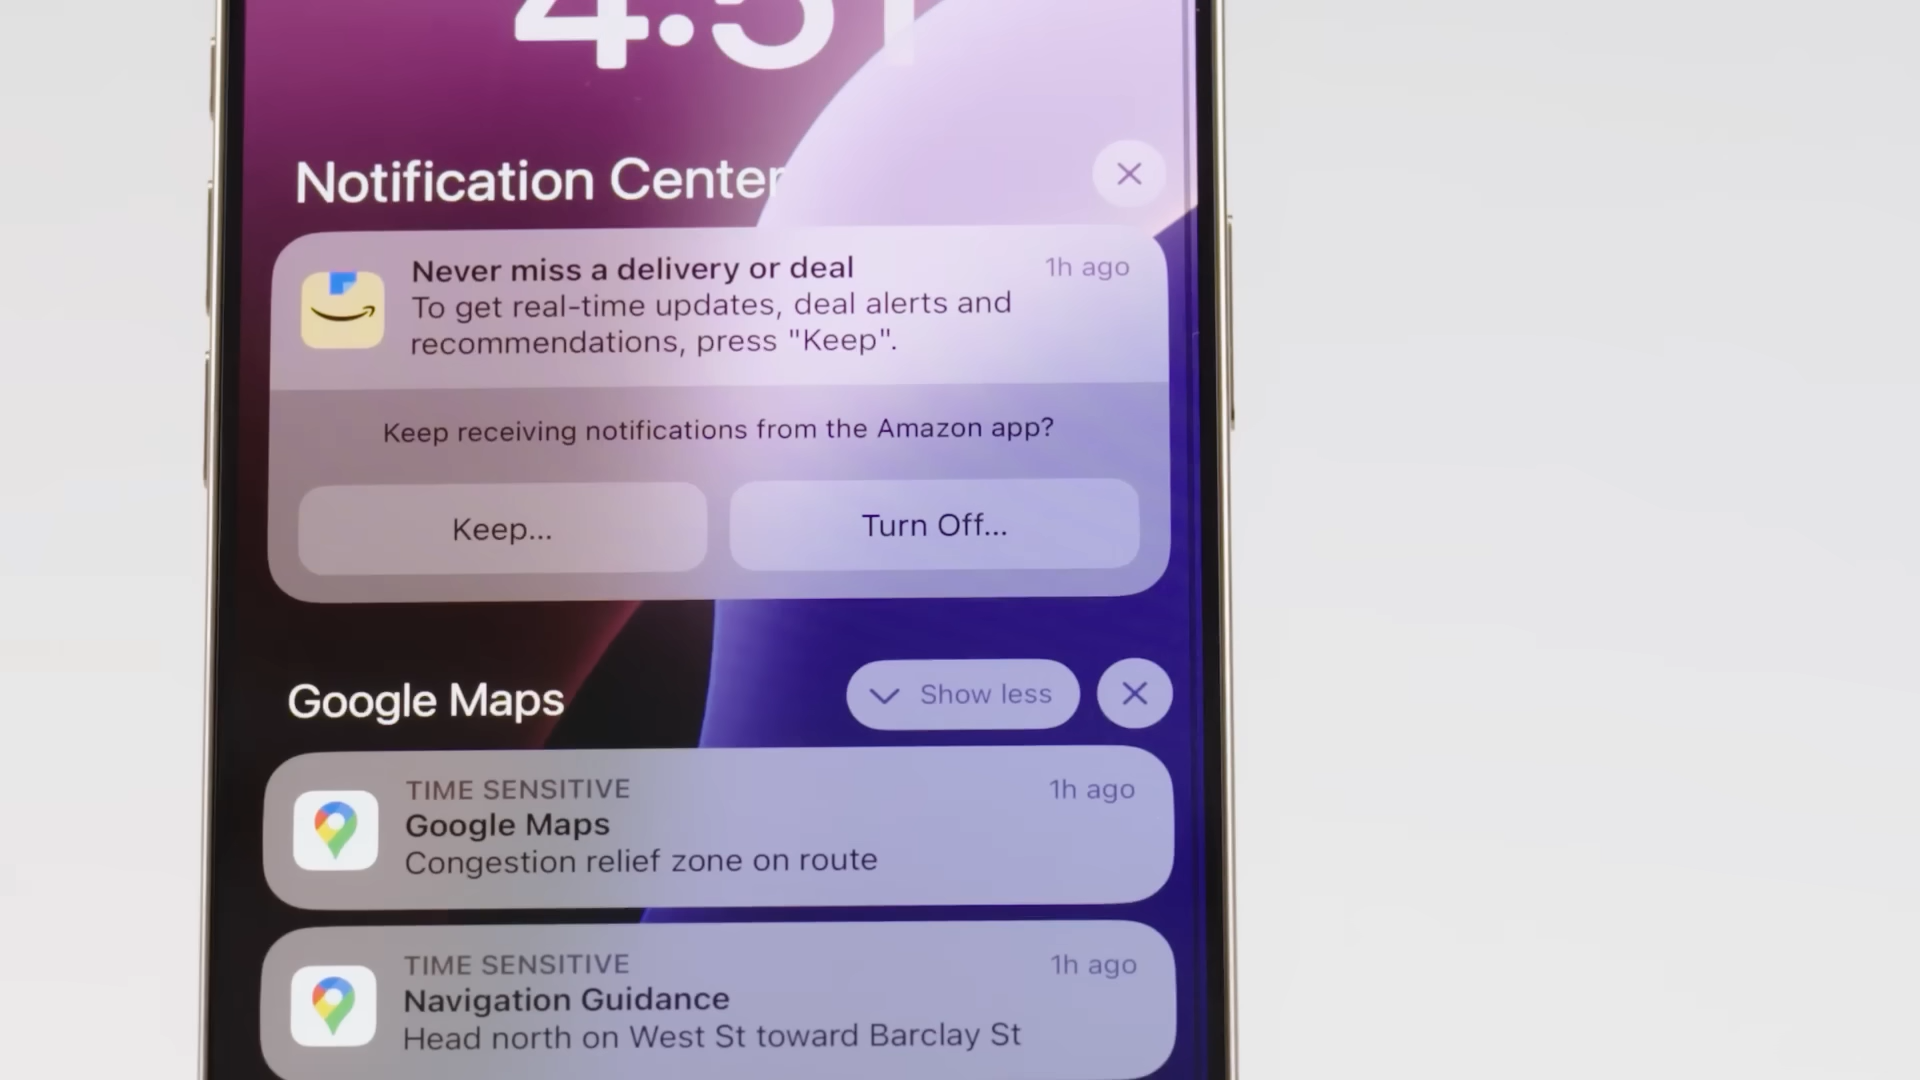 4:51
Notification Center
Never miss a delivery or deal
1h ago
To get real-time updates, deal alerts and
recommendations, press "Keep".
Keep receiving notifications from the Amazon app?
Keep...
Turn Off...
Google Maps
Show less
TIME SENSITIVE
1h ago
Google Maps
Congestion relief zone on route
TIME SENSITIVE
1h ago
Navigation Guidance
Head north on West St toward Barclay St